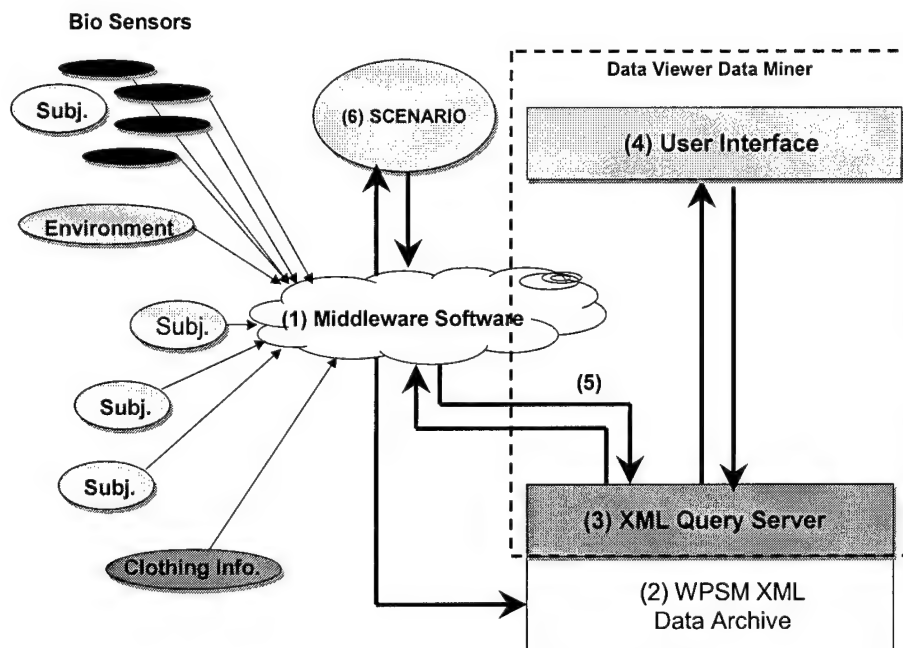 Bio Sensors
Subj.
(6) SCENARIO
Data Viewer Data Miner
(4) User Interface
Environment
(1) Middleware Software
Subj.
Subj.
Subj.
(5)
Clothing Info.
(3) XML Query Server
(2) WPSM XML
Data Archive